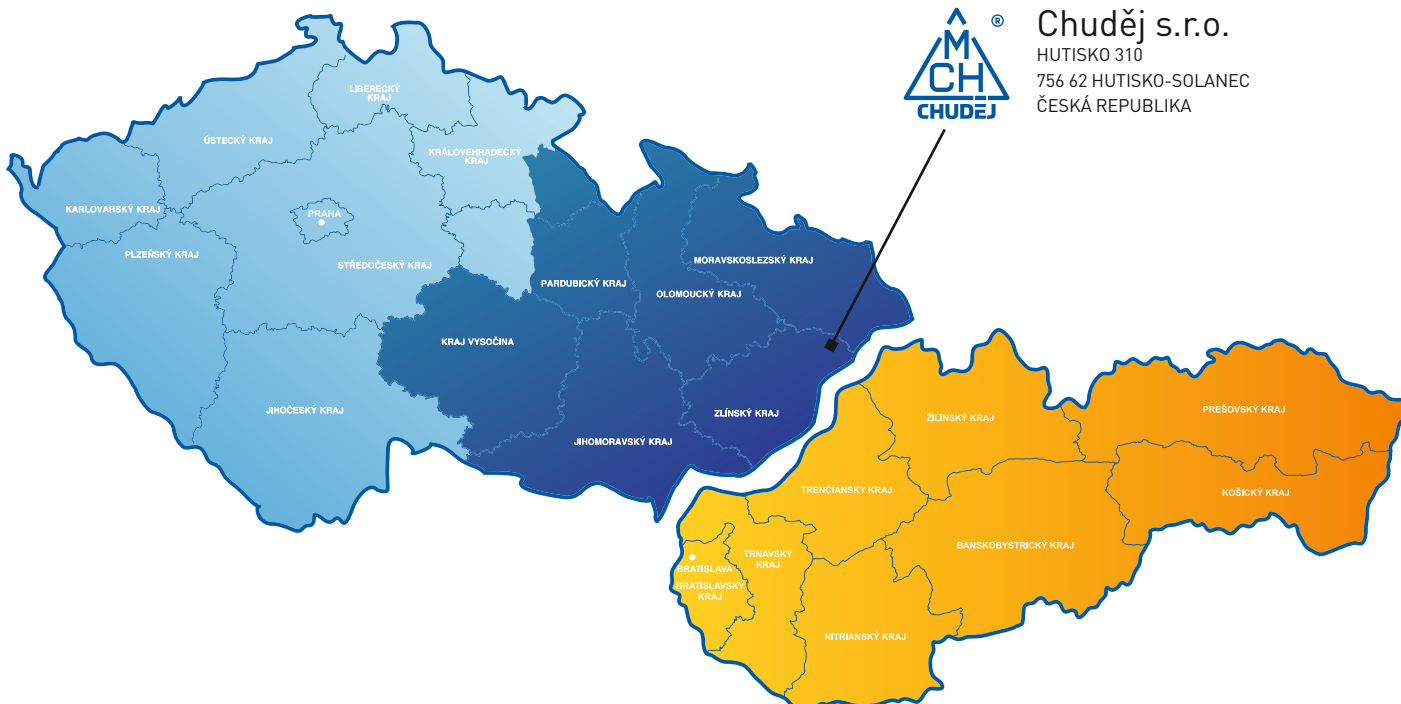 M
CH
CHUDĚJ
®
Chuděj s.r.o.
HUTISKO 310
756 62 HUTISKO-SOLANEC
ČESKÁ REPUBLIKA
LIBERECKÝ
KRAJ
ÚSTECKÝ KRAJ
KRÁLOVEHRADECKÝ
KRAJ
KARLOVARSKÝ KRAJ
PRAHA
PLZEŇSKÝ KRAJ
STŘEDOČESKÝ KRAJ
MORAVSKOSLEZSKÝ KRAJ
PARDUBICKÝ KRAJ
OLOMOUCKÝ KRAJ
KRAJ VYSOČINA
JIHOČESKÝ KRAJ
ZLÍNSKÝ KRAJ
JIHOMORAVSKÝ KRAJ
ŽILINSKÝ KRAJ
PREŠOVSKÝ KRAJ
TRENČIANSKY KRAJ
KOŠICKÝ KRAJ
BANSKOBYSTRICKÝ KRAJ
TRNAVSKÝ
KRAJ
BRATISLAVA
BRATISLAVSKÝ
KRAJ
NITRIANSKÝ KRAJ